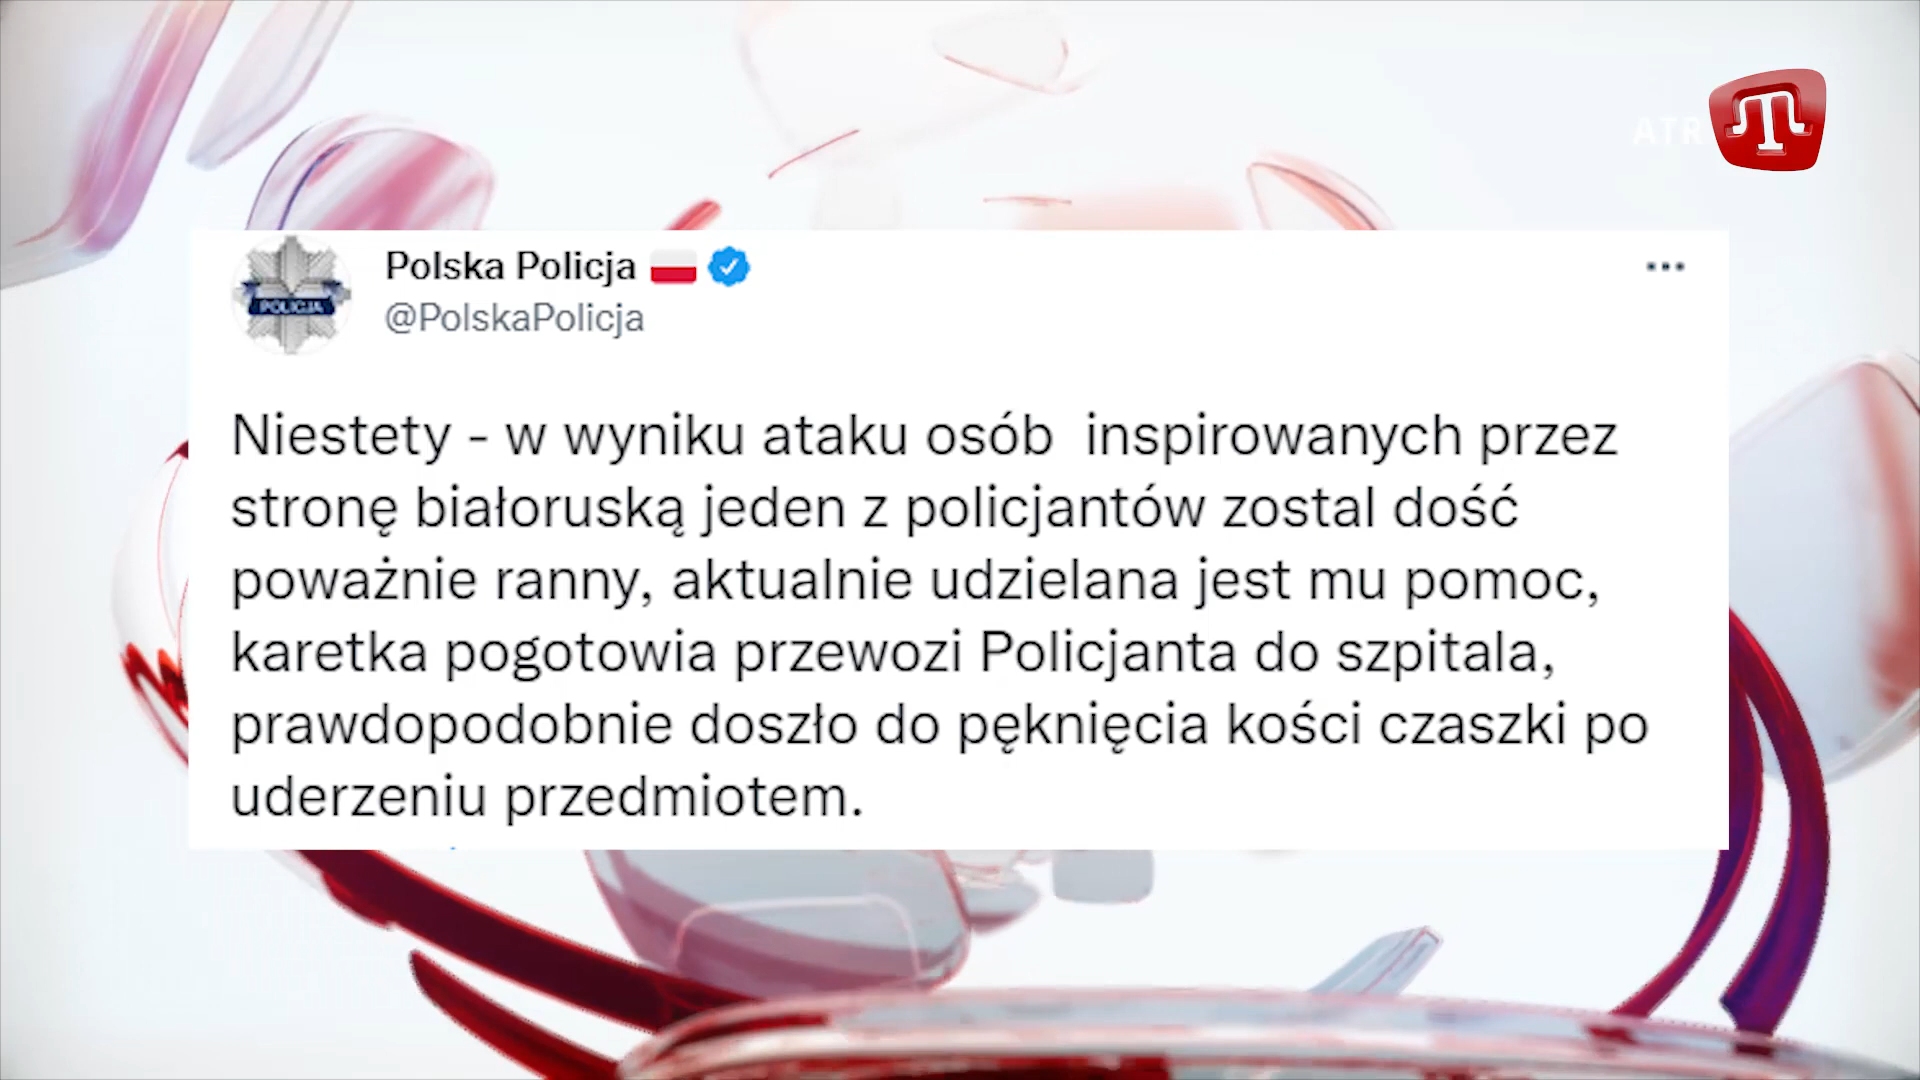 ATR
Polska Policja
POLICJA
@PolskaPolicja
Niestety - w wyniku ataku osób inspirowanych przez
stronę białoruską jeden z policjantów zostal dość
poważnie ranny, aktualnie udzielana jest mu pomoc,
karetka pogotowia przewozi Policjanta do szpitala,
prawdopodobnie doszło do pęknięcia kości czaszki po
uderzeniu przedmiotem.